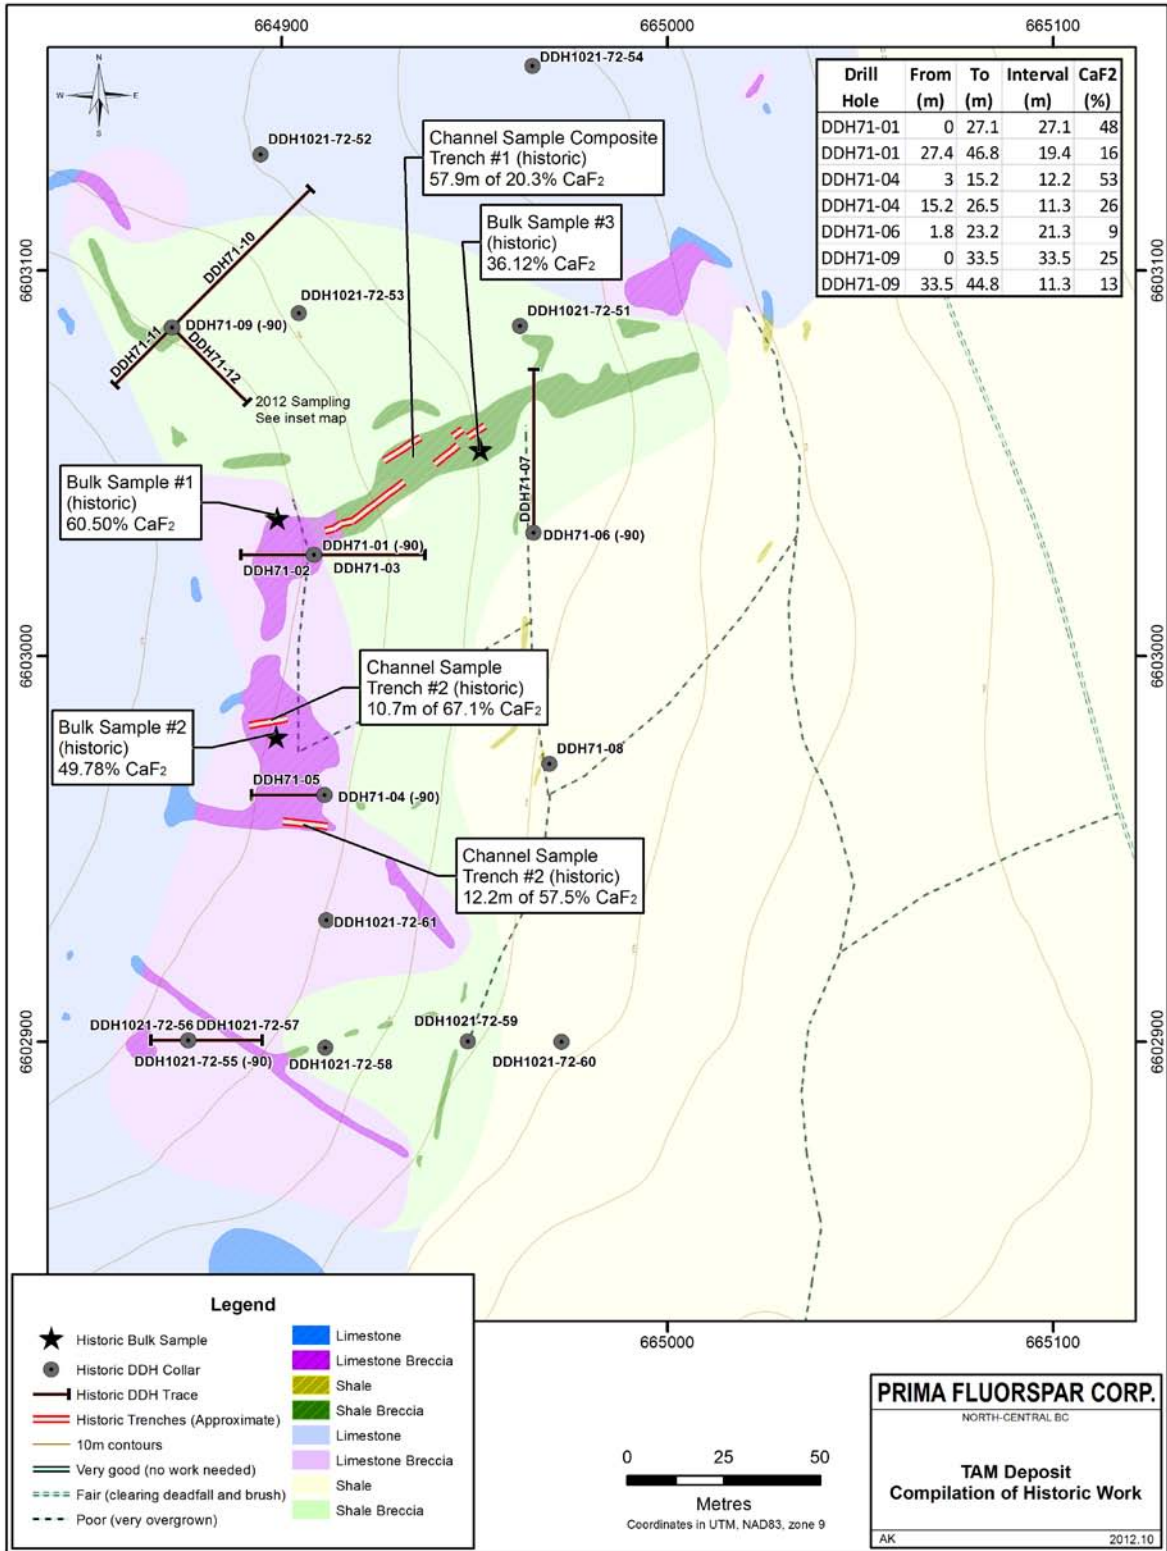 664900
665000
665100
N
W
E
S
DDH1021-72-54
Drill Hole From (m) To (m) Interval (m) CaF2 (%)
DDH71-01 0 27.1 27.1 48
DDH71-01 27.4 46.8 19.4 16
DDH71-04 3 15.2 12.2 53
DDH71-04 15.2 26.5 11.3 26
DDH71-06 1.8 23.2 21.3 9
DDH71-09 0 33.5 33.5 25
DDH71-09 33.5 44.8 11.3 13
DDH1021-72-52
Channel Sample Composite
Trench #1 (historic)
57.9m of 20.3% CaF2
Bulk Sample #3
(historic)
36.12% CaF2
6603100
6603100
DDH71-10
DDH1021-72-53
DDH1021-72-51
DDH71-09 (-90)
DDH71-11
DDH71-12
2012 Sampling
See inset map
Bulk Sample #1
(historic)
60.50% CaF2
DDH71-07
DDH71-06 (-90)
DDH71-01 (-90)
DDH71-02
DDH71-03
6603000
6603000
Channel Sample
Trench #2 (historic)
10.7m of 67.1% CaF2
Bulk Sample #2
(historic)
49.78% CaF2
DDH71-08
DDH71-05
DDH71-04 (-90)
Channel Sample
Trench #2 (historic)
12.2m of 57.5% CaF2
DDH1021-72-61
6602900
6602900
DDH1021-72-56
DDH1021-72-57
DDH1021-72-59
DDH1021-72-55 (-90)
DDH1021-72-58
DDH1021-72-60
665000
665100
Legend
Historic Bulk Sample
Historic DDH Collar
Historic DDH Trace
Historic Trenches (Approximate)
10m contours
Very good (no work needed)
Fair (clearing deadfall and brush)
Poor (very overgrown)
Limestone
Limestone Breccia
Shale
Shale Breccia
Limestone
Limestone Breccia
Shale
Shale Breccia
0 25 50
Metres
Coordinates in UTM, NAD83, zone 9
PRIMA FLUORSPAR CORP.
NORTH-CENTRAL BC
TAM Deposit
Compilation of Historic Work
AK
2012.10